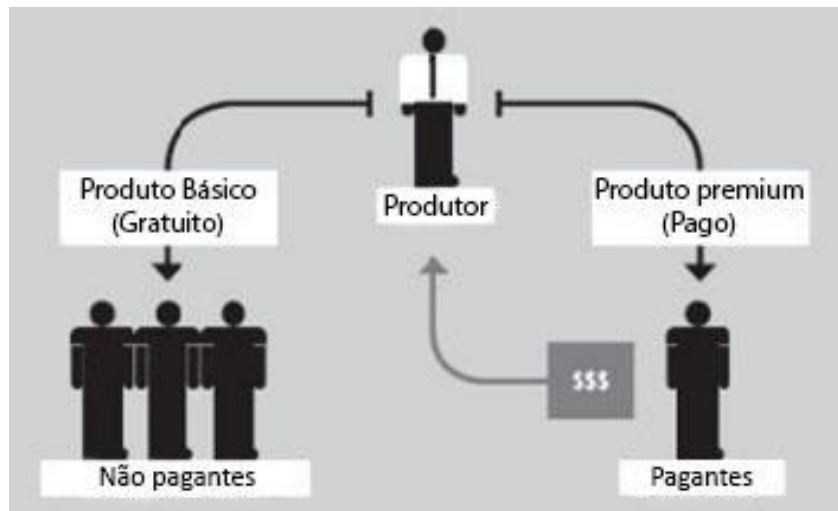 Produto Básico
(Gratuito)
Produtor
Produto premium
(Pago)
$$$
Não pagantes
Pagantes